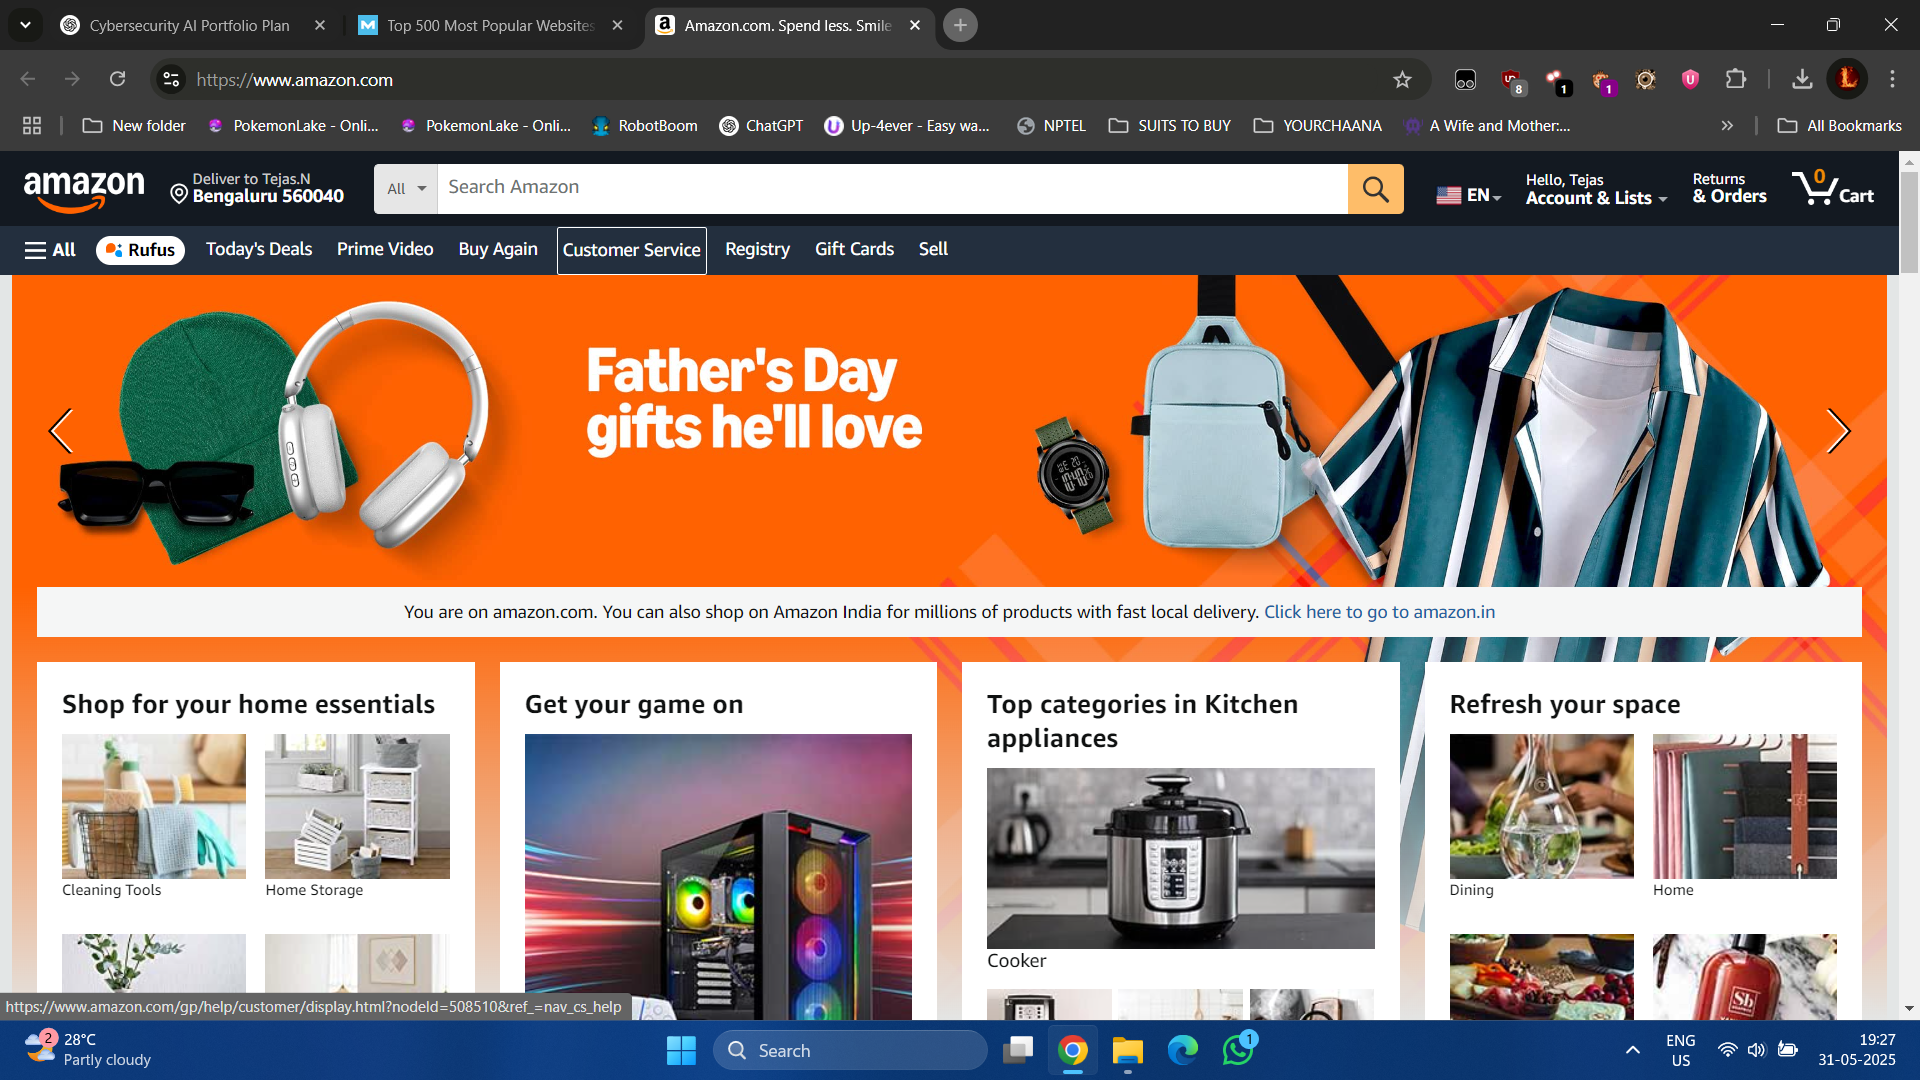 Cybersecurity AI Portfolio Plan
Top 500 Most Popular Websites
Amazon.com. Spend less. Smile
https://www.amazon.com
8
1
1
New folder
PokemonLake - Onli...
PokemonLake - Onli...
RobotBoom
ChatGPT
Up-4ever - Easy wa...
NPTEL
SUITS TO BUY
YOURCHAANA
A Wife and Mother:...
All Bookmarks
amazon
Deliver to Tejas.N
Bengaluru 560040
All
Search Amazon
EN
Hello, Tejas
Account & Lists
Returns
& Orders
0
Cart
All
Rufus
Today's Deals
Prime Video
Buy Again
Customer Service
Registry
Gift Cards
Sell
Father's Day
gifts he'll love
You are on amazon.com. You can also shop on Amazon India for millions of products with fast local delivery. Click here to go to amazon.in
Shop for your home essentials
Get your game on
Top categories in Kitchen
appliances
Refresh your space
Cleaning Tools
Home Storage
Dining
Home
Cooker
https://www.amazon.com/gp/help/customer/display.html?nodeId=508510&ref_=nav_cs_help
2
28°C
Partly cloudy
Search
1
ENG
US
19:27
31-05-2025